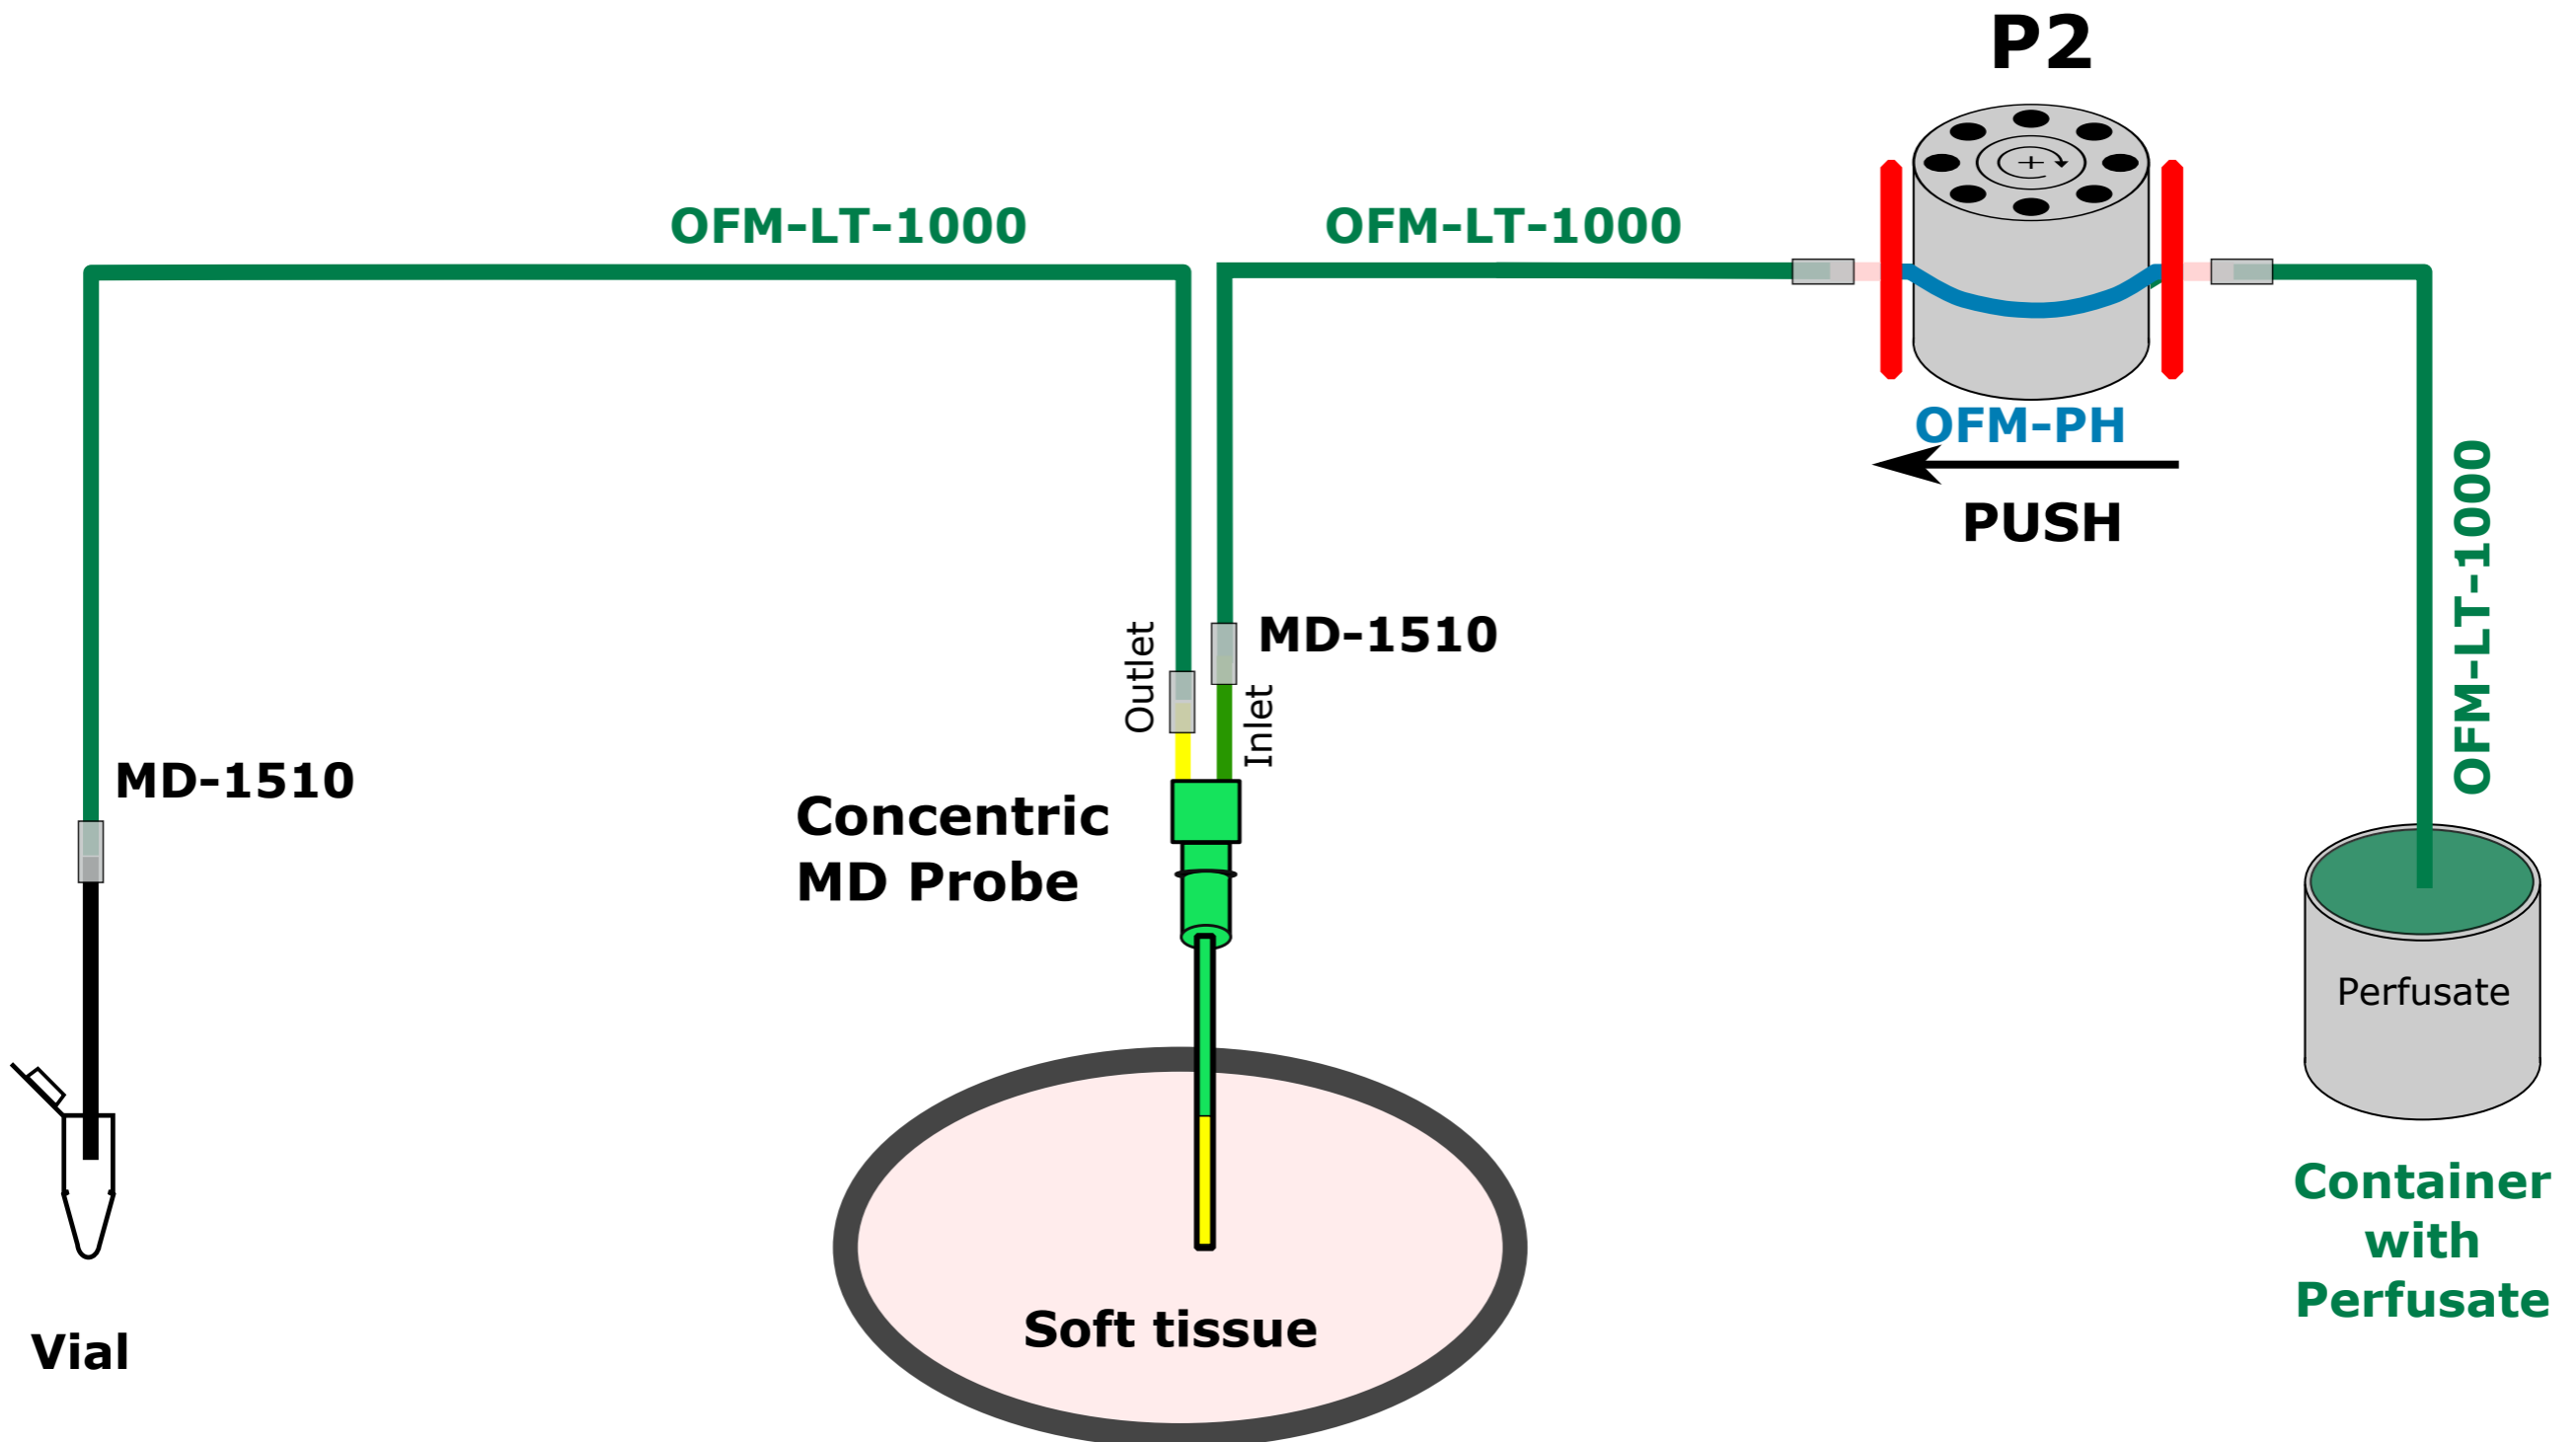 P2
OFM-LT-1000
OFM-LT-1000
OFM-PH
PUSH
OFM-LT-1000
Outlet
MD-1510
Inlet
MD-1510
Concentric
MD Probe
Perfusate
Container
with
Perfusate
Soft tissue
Vial